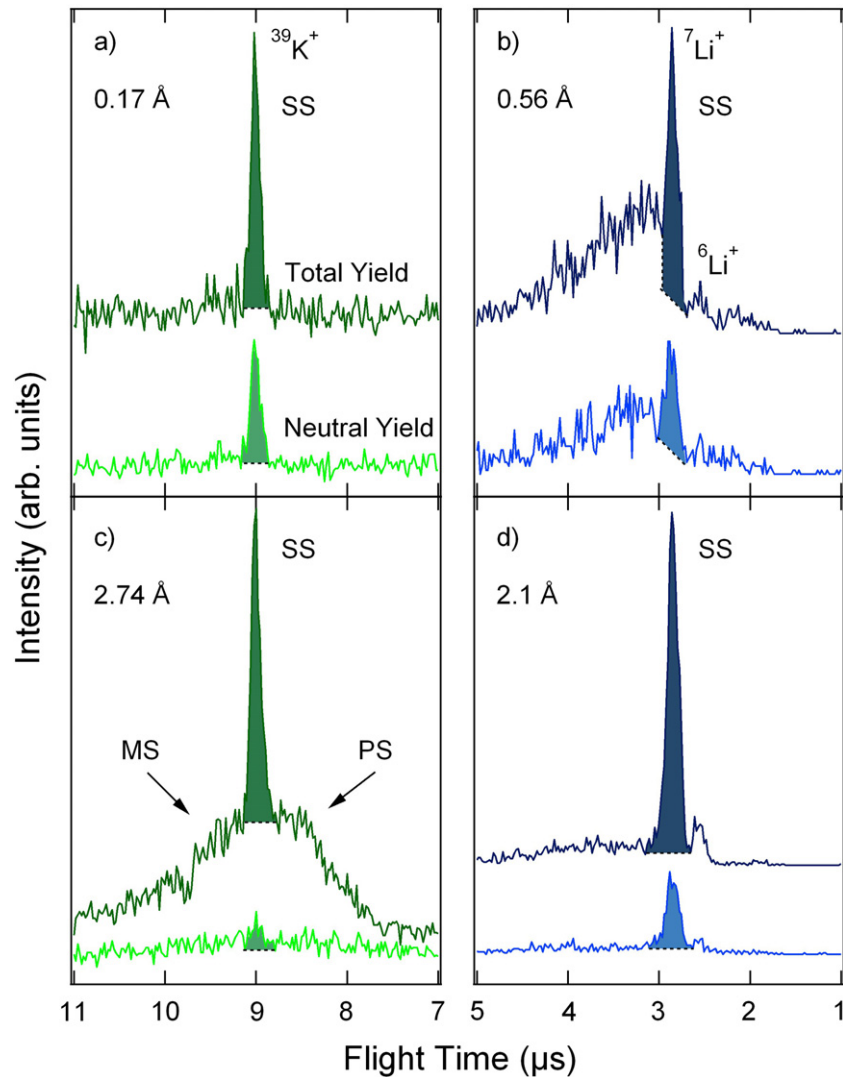 a)
³⁹K⁺
0.17 Å
SS
Total Yield
Neutral Yield
b)
⁷Li⁺
0.56 Å
SS
⁶Li⁺
c)
SS
2.74 Å
MS
PS
d)
SS
2.1 Å
11 10 9 8 7
5 4 3 2 1
Intensity (arb. units)
Flight Time (µs)